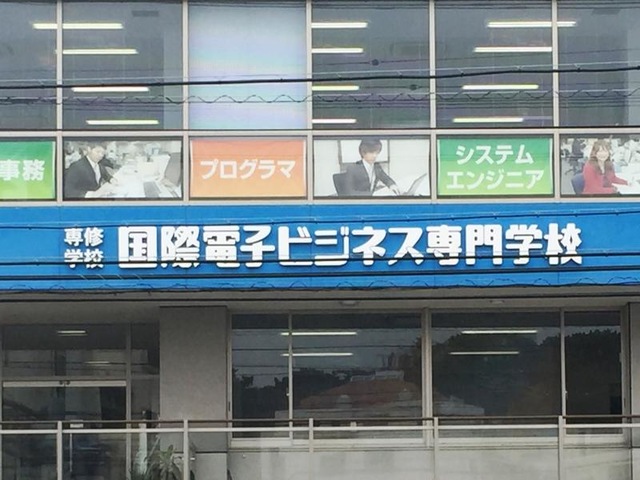 事務
プログラマ
システム
エンジニア
専修
学校
国際電子ビジネス専門学校